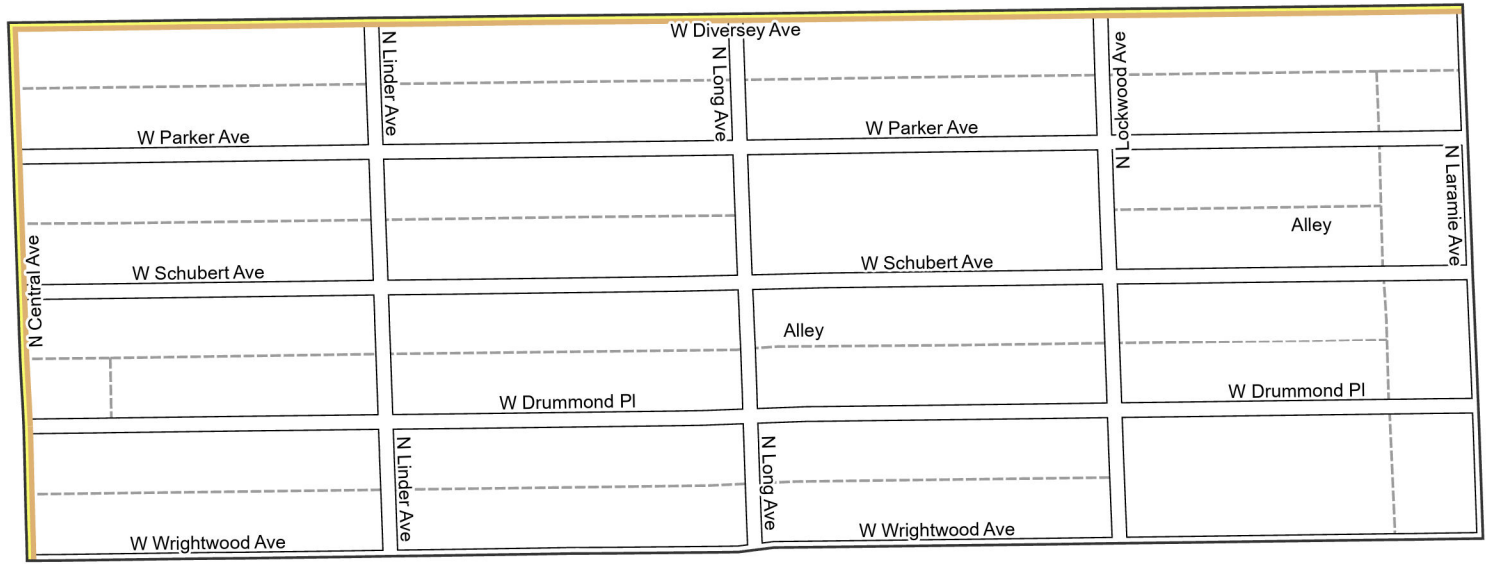 W Diversey Ave
N Linder Ave
N Long Ave
N Lockwood Ave
W Parker Ave
W Parker Ave
N Laramie Ave
Alley
N Central Ave
W Schubert Ave
W Schubert Ave
Alley
W Drummond Pl
W Drummond Pl
N Linder Ave
N Long Ave
W Wrightwood Ave
W Wrightwood Ave